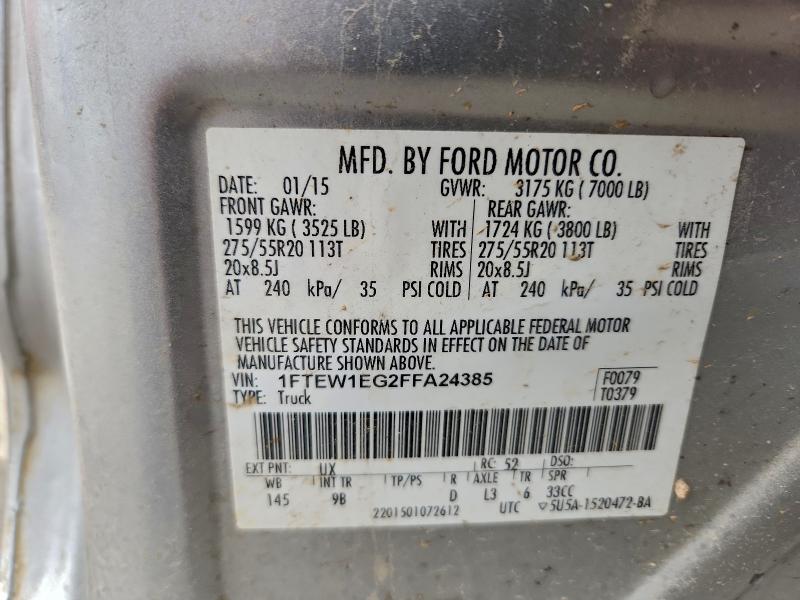 MFD. BY FORD MOTOR CO.
DATE: 01/15 GVWR: 3175 KG ( 7000 LB)
FRONT GAWR: REAR GAWR:
1599 KG ( 3525 LB) WITH 1724 KG ( 3800 LB) WITH
275/55R20 113T TIRES 275/55R20 113T TIRES
20x8.5J RIMS 20x8.5J RIMS
AT 240 kPa/ 35 PSI COLD AT 240 kPa/ 35 PSI COLD
THIS VEHICLE CONFORMS TO ALL APPLICABLE FEDERAL MOTOR
VEHICLE SAFETY STANDARDS IN EFFECT ON THE DATE OF
MANUFACTURE SHOWN ABOVE.
VIN: 1FTEW1EG2FFA24385 F0079
TYPE: Truck T0379
EXT PNT: UX RC: 52 DSO:
WB INT TR TP/PS R AXLE TR SPR
145 9B D L3 6 33CC
2201501072612 UTC ▽5U5A-1520472-BA